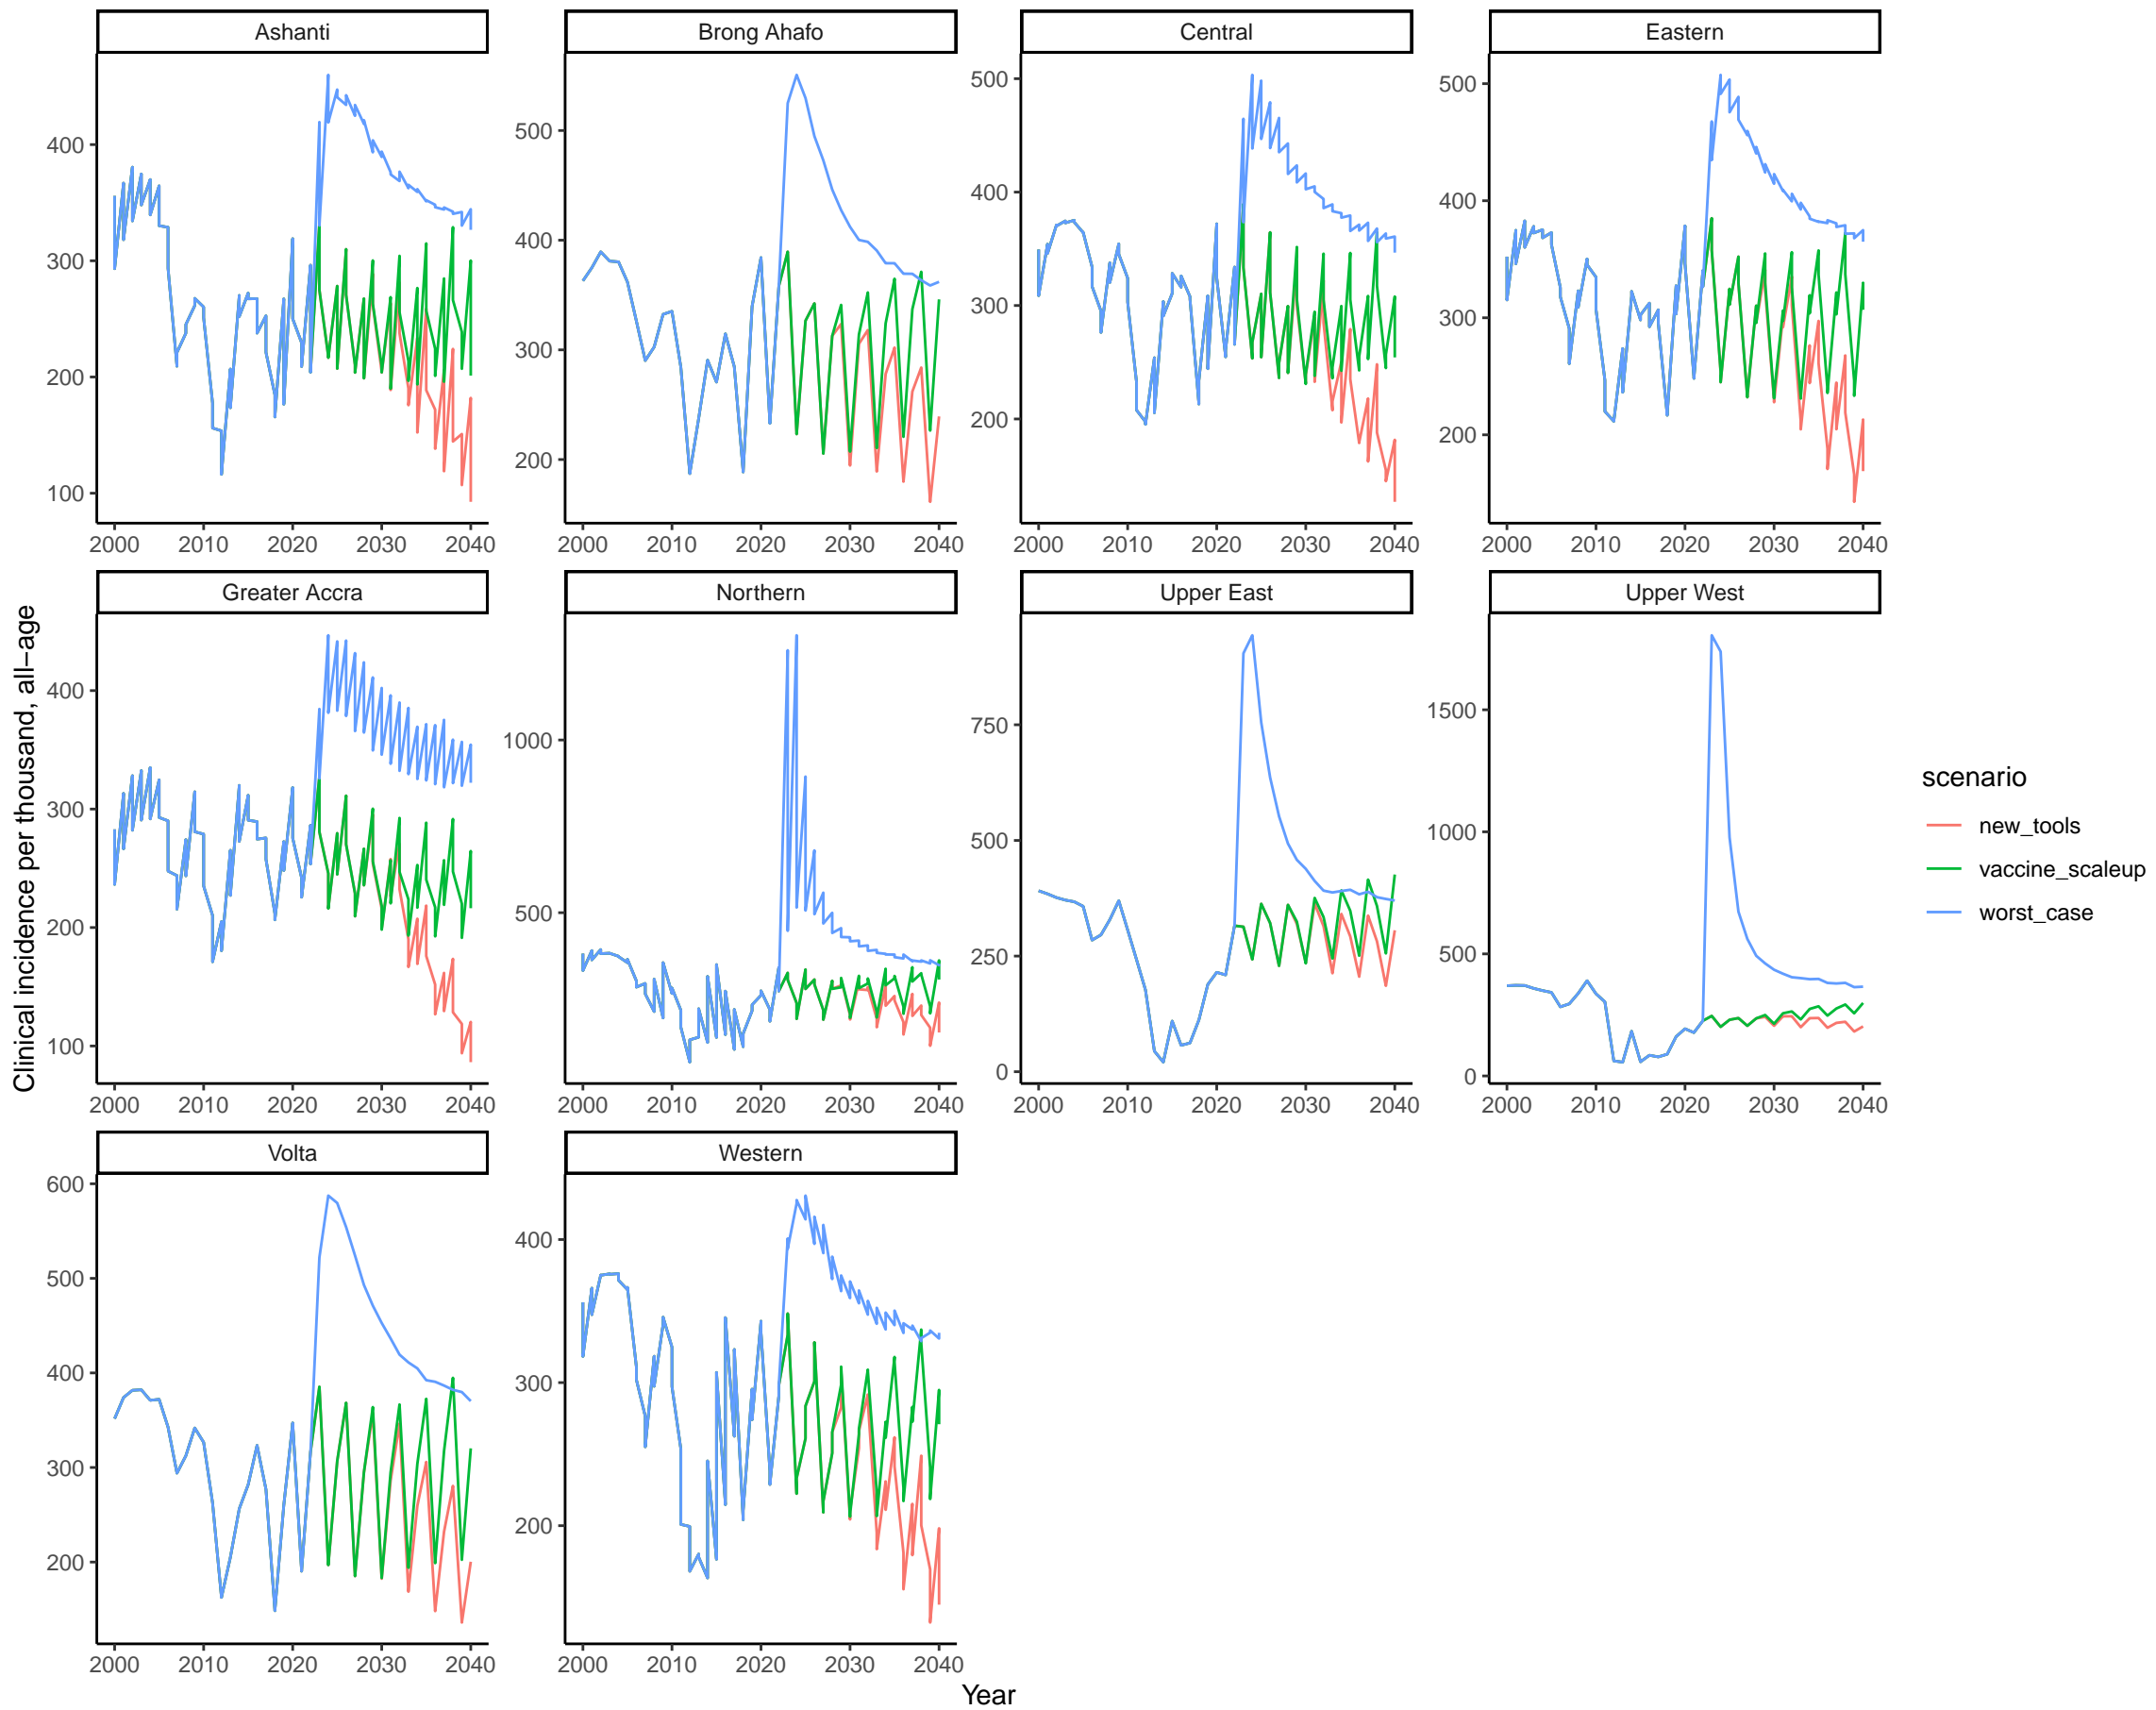 Ashanti
Brong Ahafo
Central
Eastern
400
300
200
100
500
400
300
200
500
400
300
200
500
400
300
200
2000 2010 2020 2030 2040
2000 2010 2020 2030 2040
2000 2010 2020 2030 2040
2000 2010 2020 2030 2040
Clinical incidence per thousand, all−age
Greater Accra
Northern
Upper East
Upper West
400
300
200
100
1000
500
750
500
250
0
1500
1000
500
0
2000 2010 2020 2030 2040
2000 2010 2020 2030 2040
2000 2010 2020 2030 2040
2000 2010 2020 2030 2040
scenario
new_tools
vaccine_scaleup
worst_case
Volta
Western
600
500
400
300
200
400
300
200
2000 2010 2020 2030 2040
2000 2010 2020 2030 2040
Year